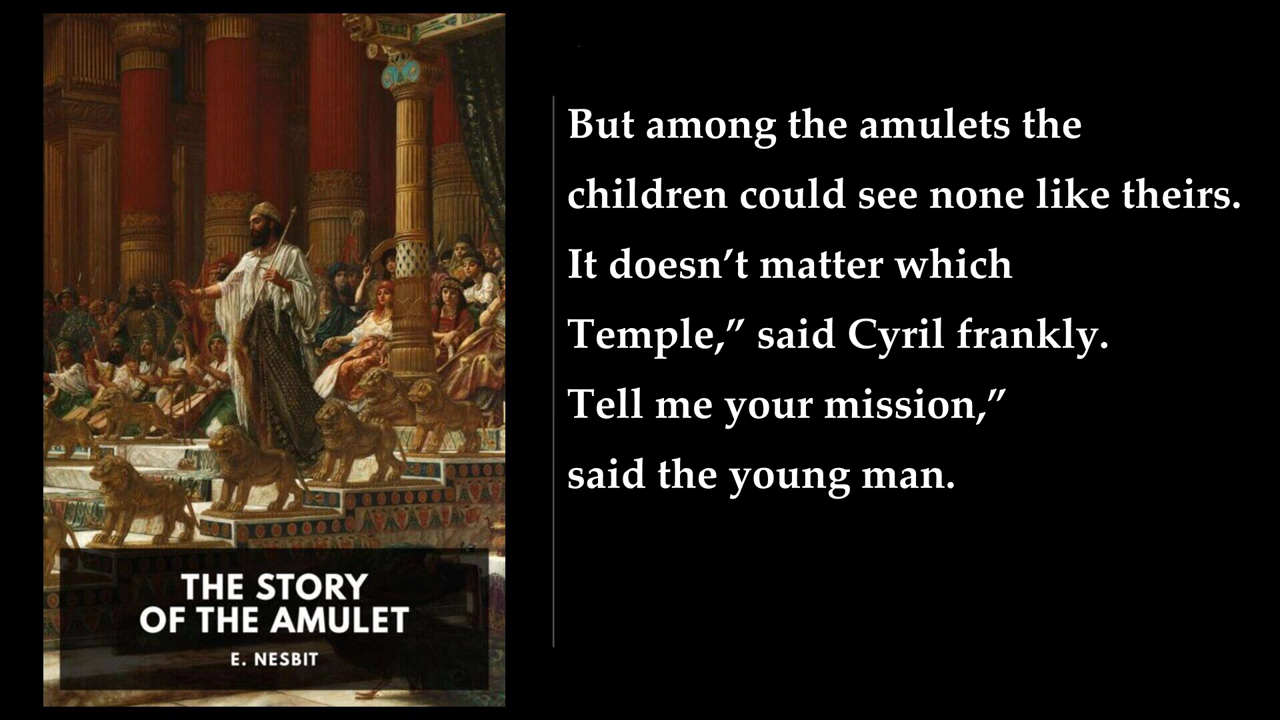 But among the amulets the
children could see none like theirs.
It doesn’t matter which
Temple,” said Cyril frankly.
Tell me your mission,”
said the young man.
THE STORY
OF THE AMULET
E. NESBIT